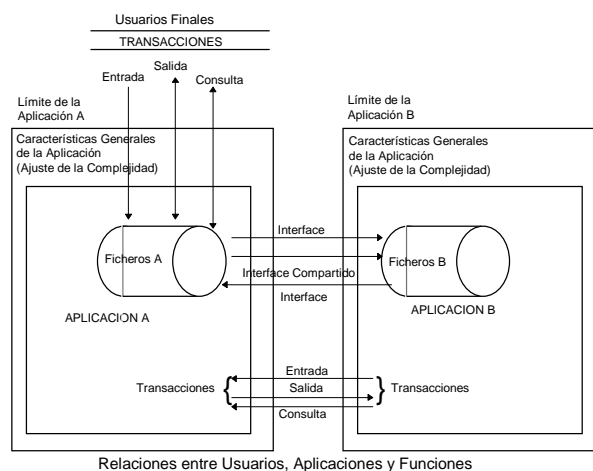 Usuarios Finales
TRANSACCIONES
Entrada
Salida
Consulta
Límite de la
Aplicación A
Características Generales
de la Aplicación
(Ajuste de la Complejidad)
Ficheros A
APLICACION A
Interface
Interface Compartido
Interface
Límite de la
Aplicación B
Características Generales
de la Aplicación
(Ajuste de la Complejidad)
Ficheros B
APLICACION B
Transacciones
Entrada
Salida
Consulta
Transacciones
Relaciones entre Usuarios, Aplicaciones y Funciones